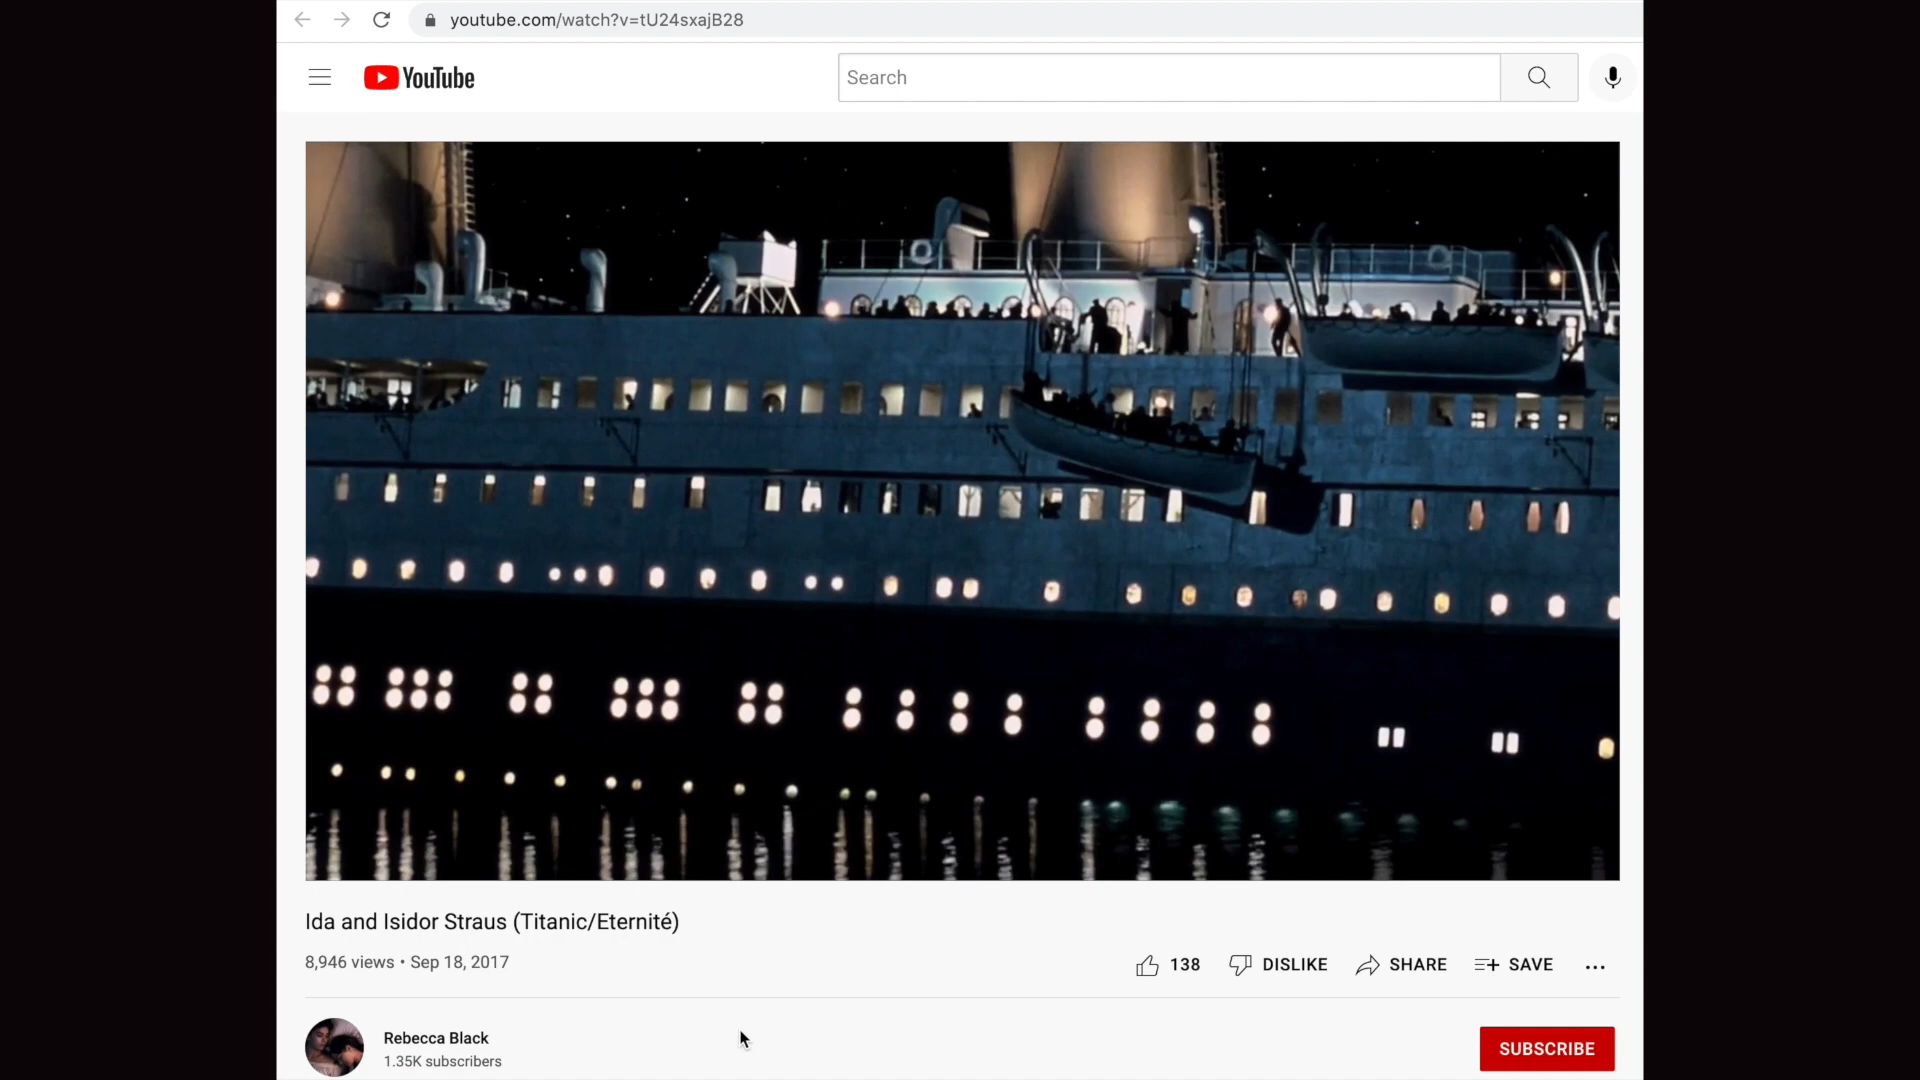 youtube.com/watch?v=tU24sxajB28
YouTube
Search
Ida and Isidor Straus (Titanic/Eternité)
8,946 views • Sep 18, 2017
138 DISLIKE SHARE SAVE
Rebecca Black
1.35K subscribers
SUBSCRIBE